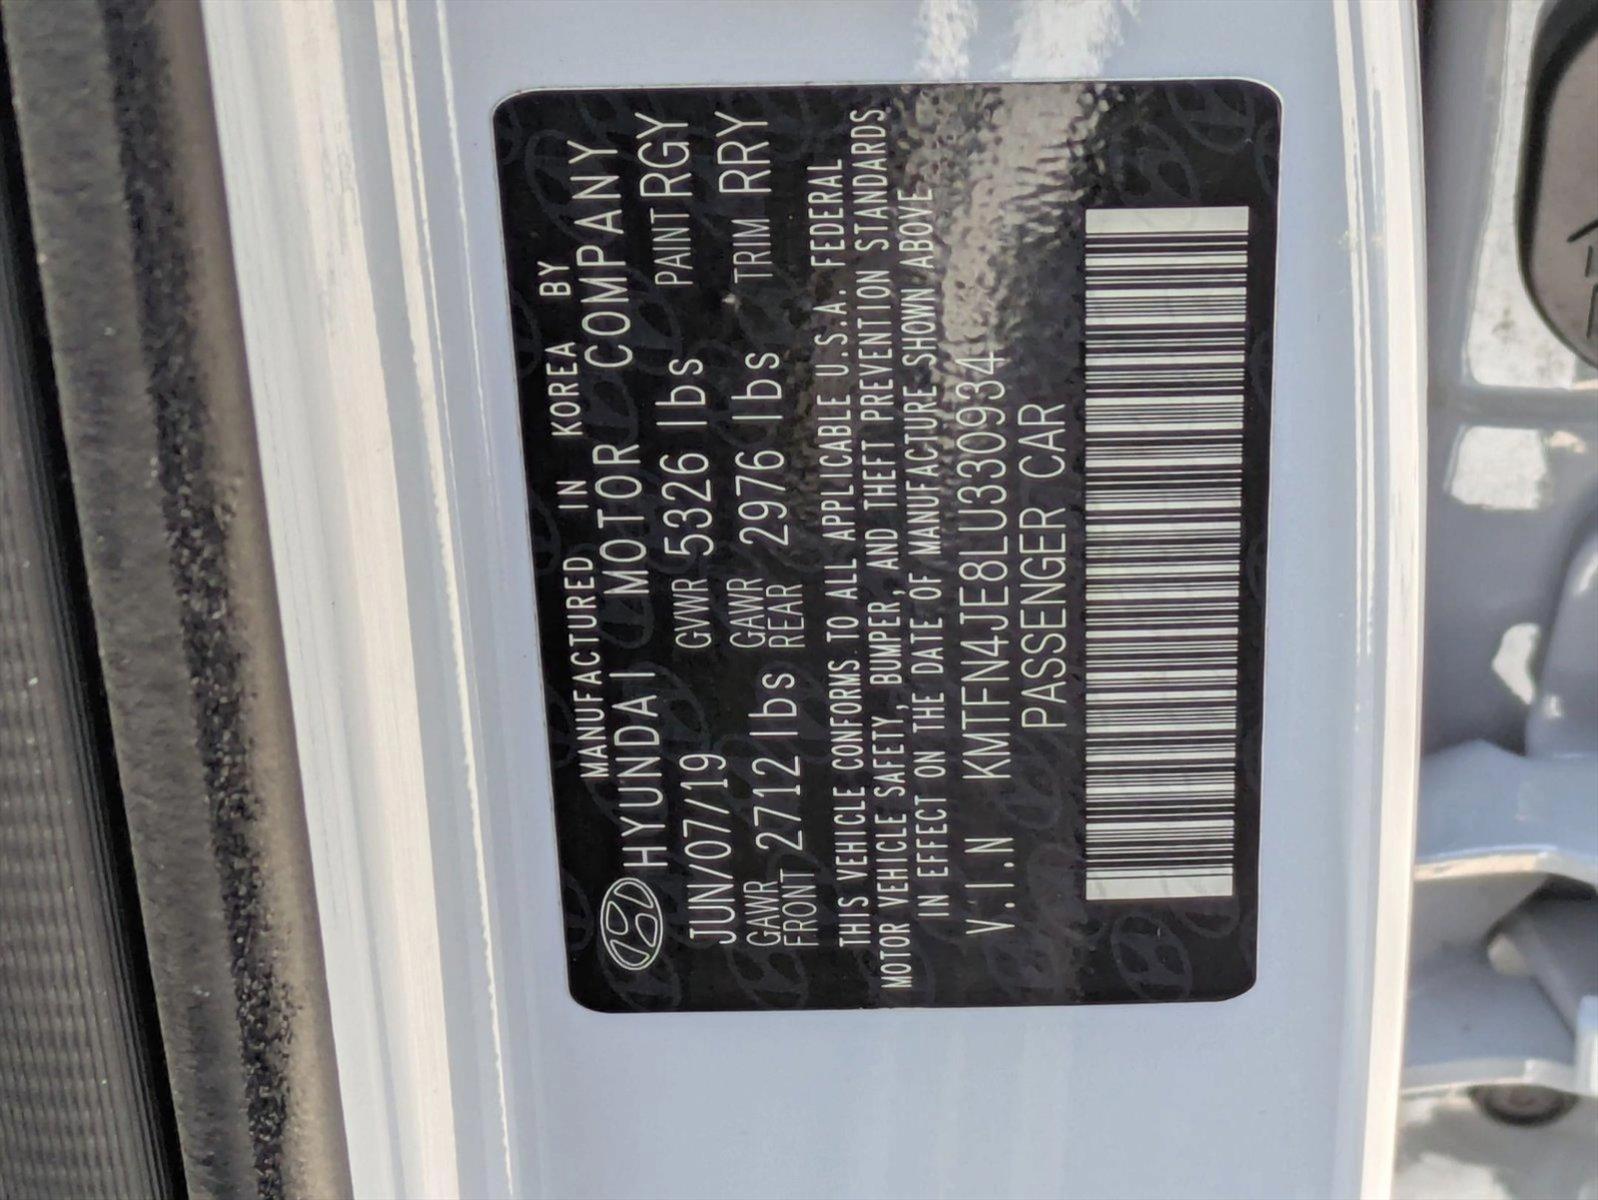 MANUFACTURED IN KOREA BY
HYUNDAI MOTOR COMPANY
JUN/07/19 GVWR 5326 lbs PAINT RGY
GAWR FRONT 2712 lbs GAWR REAR 2976 lbs TRIM RRY
THIS VEHICLE CONFORMS TO ALL APPLICABLE U.S.A. FEDERAL
MOTOR VEHICLE SAFETY, BUMPER, AND THEFT PREVENTION STANDARDS
IN EFFECT ON THE DATE OF MANUFACTURE SHOWN ABOVE
V.I.N KMTFN4JE8LU330934
PASSENGER CAR